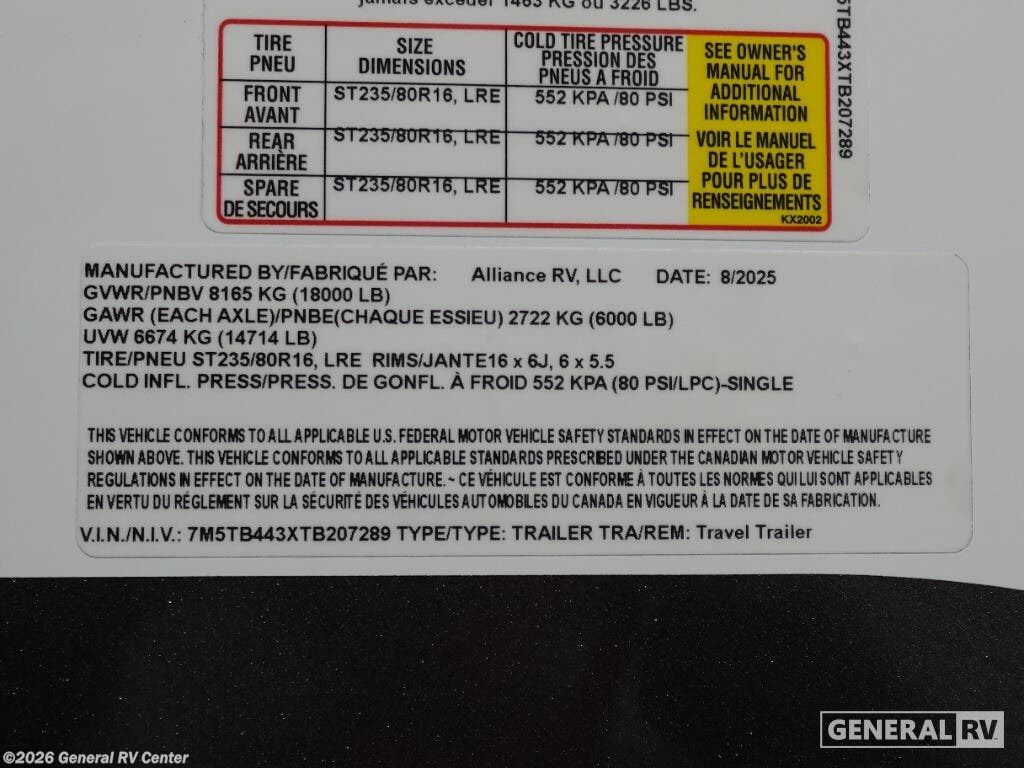 jamais excéder 1463 KG ou 3226 LBS.
TIRE
PNEU
SIZE
DIMENSIONS
COLD TIRE PRESSURE
PRESSION DES
PNEUS A FROID
SEE OWNER'S
MANUAL FOR
ADDITIONAL
INFORMATION
VOIR LE MANUEL
DE L'USAGER
POUR PLUS DE
RENSEIGNEMENTS
KX2002
FRONT
AVANT
ST235/80R16, LRE
552 KPA /80 PSI
REAR
ARRIÈRE
ST235/80R16, LRE
552 KPA /80 PSI
SPARE
DE SECOURS
ST235/80R16, LRE
552 KPA /80 PSI
5TB443XTB207289
MANUFACTURED BY/FABRIQUÉ PAR: Alliance RV, LLC DATE: 8/2025
GVWR/PNBV 8165 KG (18000 LB)
GAWR (EACH AXLE)/PNBE(CHAQUE ESSIEU) 2722 KG (6000 LB)
UVW 6674 KG (14714 LB)
TIRE/PNEU ST235/80R16, LRE RIMS/JANTE16 x 6J, 6 x 5.5
COLD INFL. PRESS/PRESS. DE GONFL. À FROID 552 KPA (80 PSI/LPC)-SINGLE
THIS VEHICLE CONFORMS TO ALL APPLICABLE U.S. FEDERAL MOTOR VEHICLE SAFETY STANDARDS IN EFFECT ON THE DATE OF MANUFACTURE
SHOWN ABOVE. THIS VEHICLE CONFORMS TO ALL APPLICABLE STANDARDS PRESCRIBED UNDER THE CANADIAN MOTOR VEHICLE SAFETY
REGULATIONS IN EFFECT ON THE DATE OF MANUFACTURE. ~ CE VÉHICULE EST CONFORME À TOUTES LES NORMES QUI LUI SONT APPLICABLES
EN VERTU DU RÉGLEMENT SUR LA SÉCURITÉ DES VÉHICULES AUTOMOBILES DU CANADA EN VIGUEUR À LA DATE DE SA FABRICATION.
V.I.N./N.I.V.: 7M5TB443XTB207289 TYPE/TYPE: TRAILER TRA/REM: Travel Trailer
GENERAL RV
©2026 General RV Center